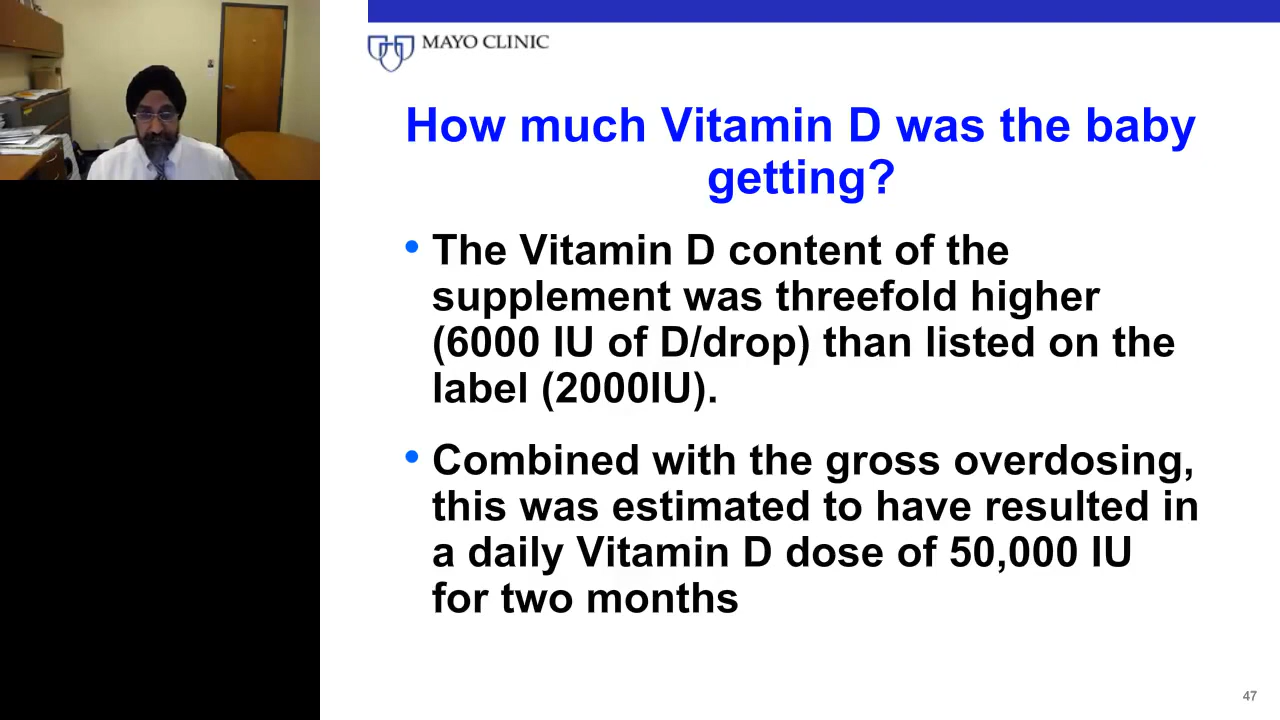 MAYO CLINIC
How much Vitamin D was the baby
getting?
• The Vitamin D content of the
supplement was threefold higher
(6000 IU of D/drop) than listed on the
label (2000IU).
• Combined with the gross overdosing,
this was estimated to have resulted in
a daily Vitamin D dose of 50,000 IU
for two months
47